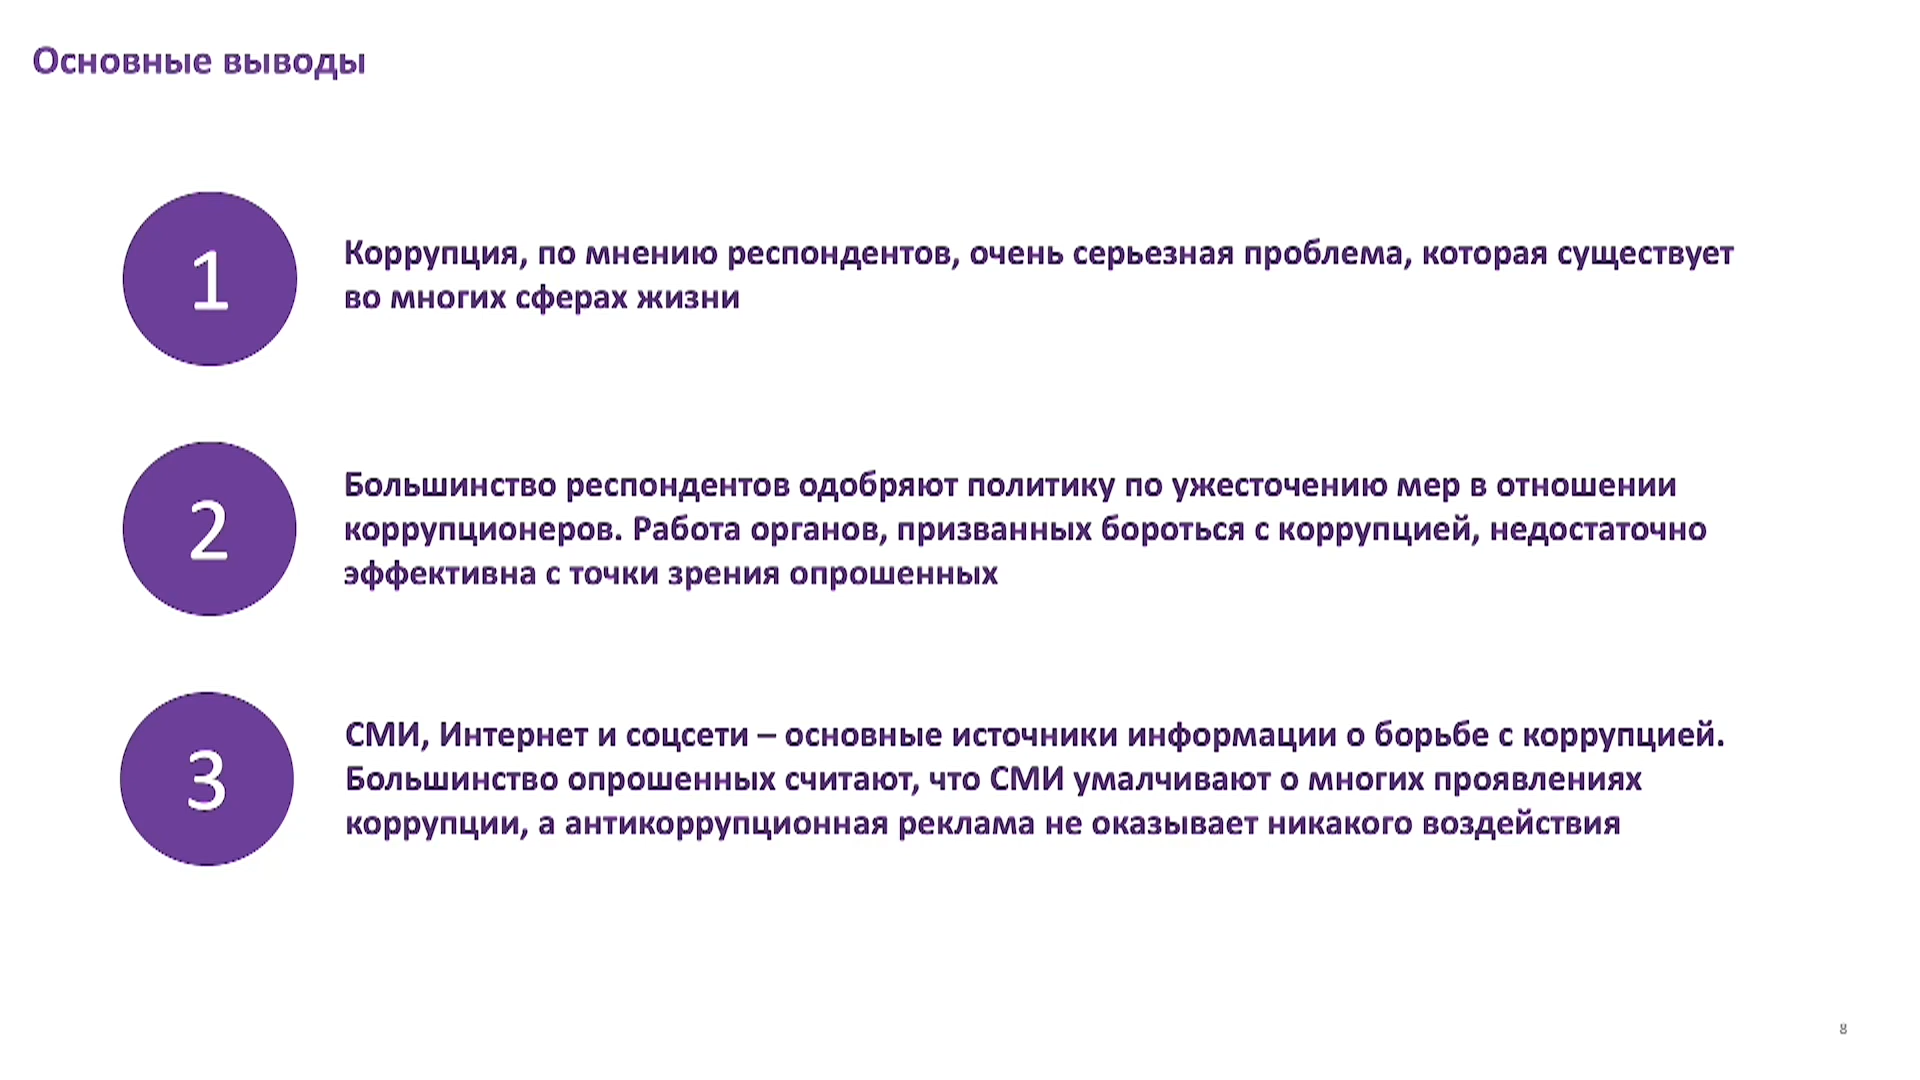 Основные выводы
1
Коррупция, по мнению респондентов, очень серьезная проблема, которая существует
во многих сферах жизни
2
Большинство респондентов одобряют политику по ужесточению мер в отношении
коррупционеров. Работа органов, призванных бороться с коррупцией, недостаточно
эффективна с точки зрения опрошенных
3
СМИ, Интернет и соцсети – основные источники информации о борьбе с коррупцией.
Большинство опрошенных считают, что СМИ умалчивают о многих проявлениях
коррупции, а антикоррупционная реклама не оказывает никакого воздействия
8